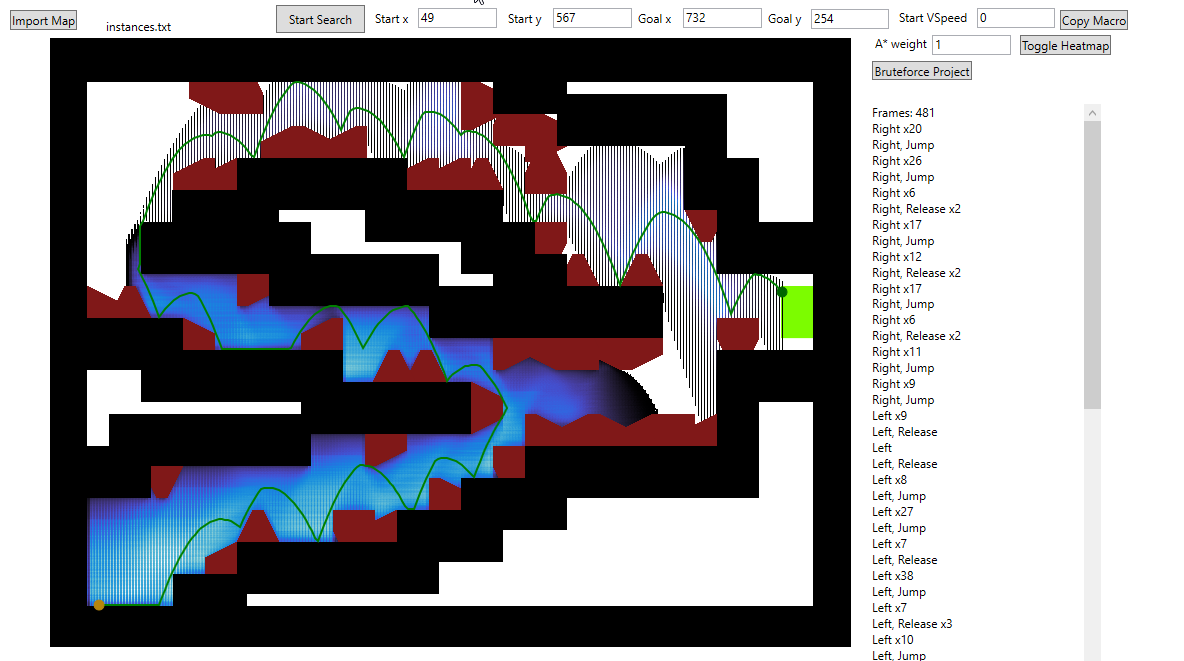 Import Map
instances.txt
Start Search
Start x 49 Start y 567 Goal x 732 Goal y 254 Start VSpeed 0 Copy Macro
A* weight 1 Toggle Heatmap
Bruteforce Project
Frames: 481
Right x20
Right, Jump
Right x26
Right, Jump
Right x6
Right, Release x2
Right x17
Right, Jump
Right x12
Right, Release x2
Right x17
Right, Jump
Right x6
Right, Release x2
Right x11
Right, Jump
Right x9
Right, Jump
Left x9
Left, Release
Left
Left, Release
Left x8
Left, Jump
Left x27
Left, Jump
Left x7
Left, Release
Left x38
Left, Jump
Left x7
Left, Release x3
Left x10
Left, Jump